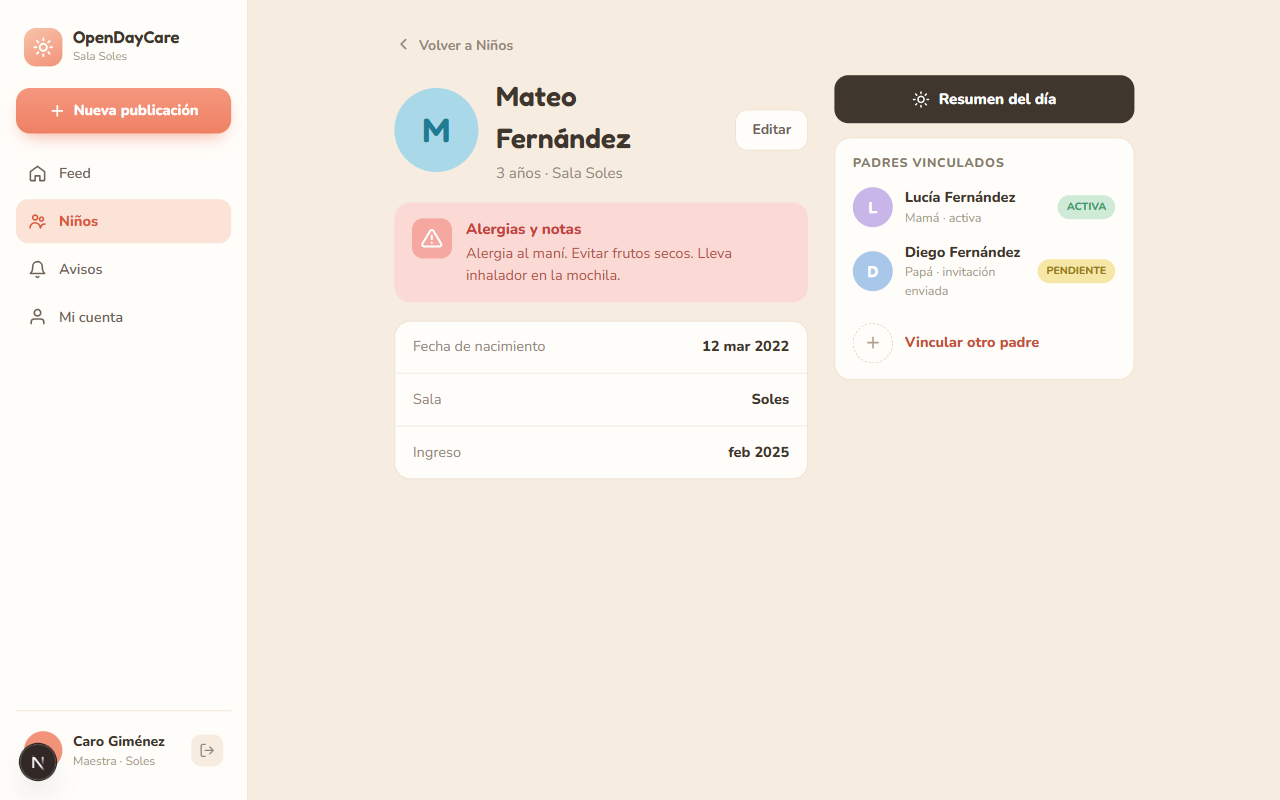 OpenDayCare
Sala Soles
Nueva publicación
Feed
Niños
Avisos
Mi cuenta
Caro Giménez
Maestra · Soles
N
Volver a Niños
M
Mateo
Fernández
3 años · Sala Soles
Editar
Alergias y notas
Alergia al maní. Evitar frutos secos. Lleva
inhalador en la mochila.
Fecha de nacimiento
12 mar 2022
Sala
Soles
Ingreso
feb 2025
Resumen del día
PADRES VINCULADOS
L
Lucía Fernández
Mamá · activa
ACTIVA
D
Diego Fernández
Papá · invitación
enviada
PENDIENTE
Vincular otro padre